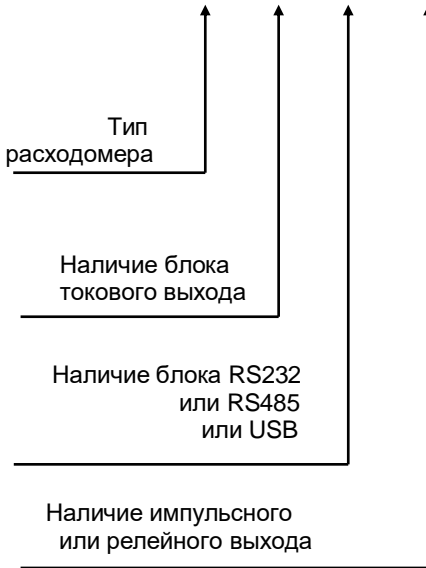 Тип
расходомера
Наличие блока
токового выхода
Наличие блока RS232
или RS485
или USB
Наличие импульсного
или релейного выхода